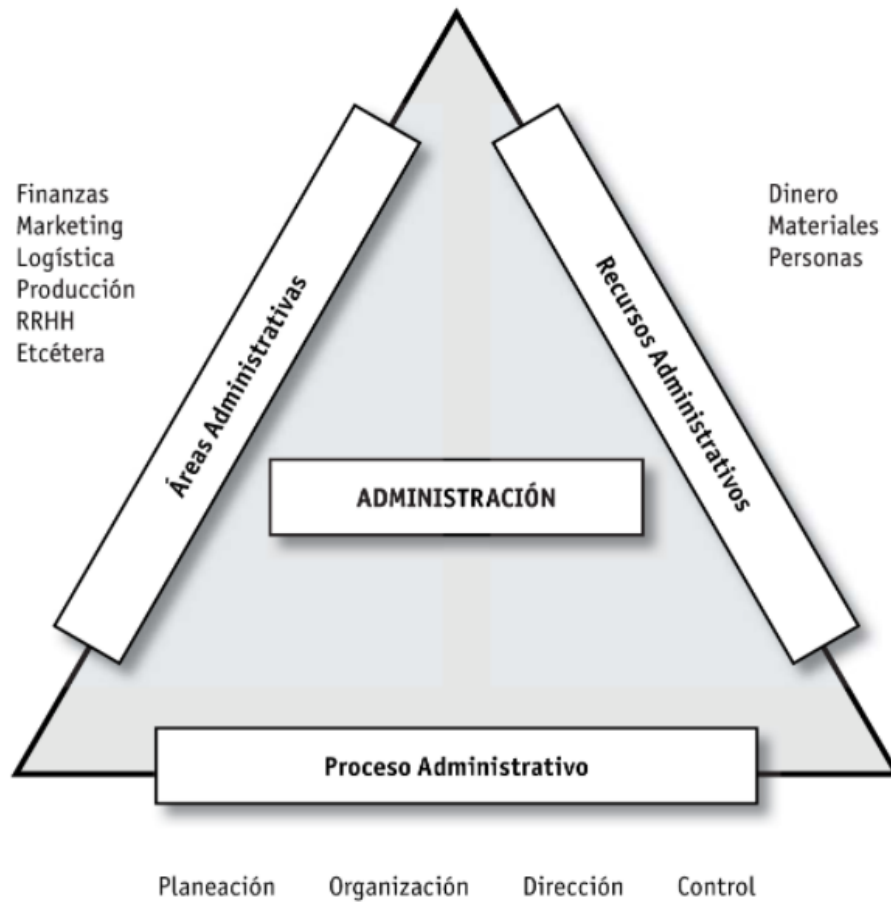 Finanzas
Marketing
Logística
Producción
RRHH
Etcétera
Áreas Administrativas
Dinero
Materiales
Personas
Recursos Administrativos
ADMINISTRACIÓN
Proceso Administrativo
Planeación Organización Dirección Control